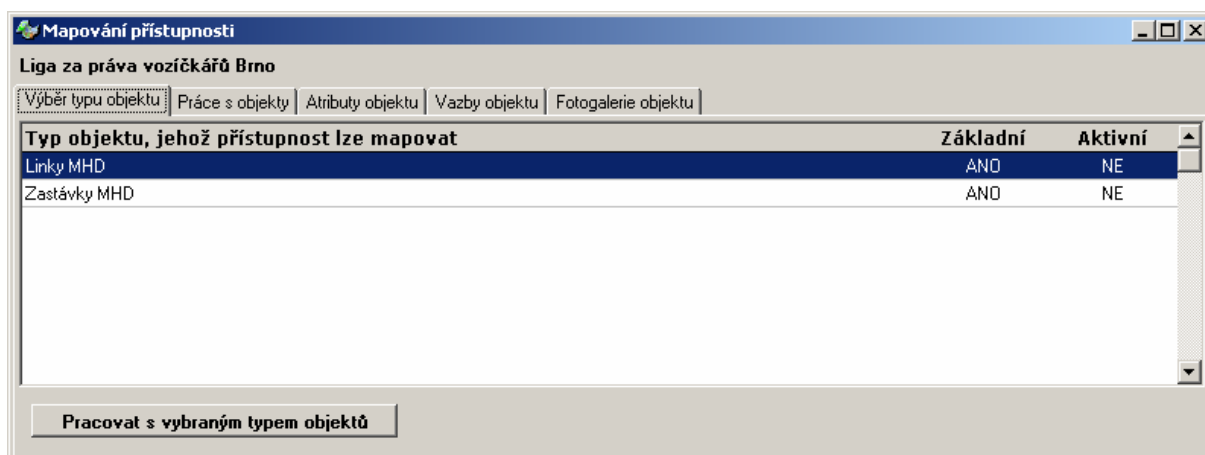 Mapování přístupnosti
Liga za práva vozíčkářů Brno
Výběr typu objektu Práce s objekty Atributy objektu Vazby objektu Fotogalerie objektu
Typ objektu, jehož přístupnost lze mapovat Základní Aktivní
Linky MHD ANO NE
Zastávky MHD ANO NE
Pracovat s vybraným typem objektů